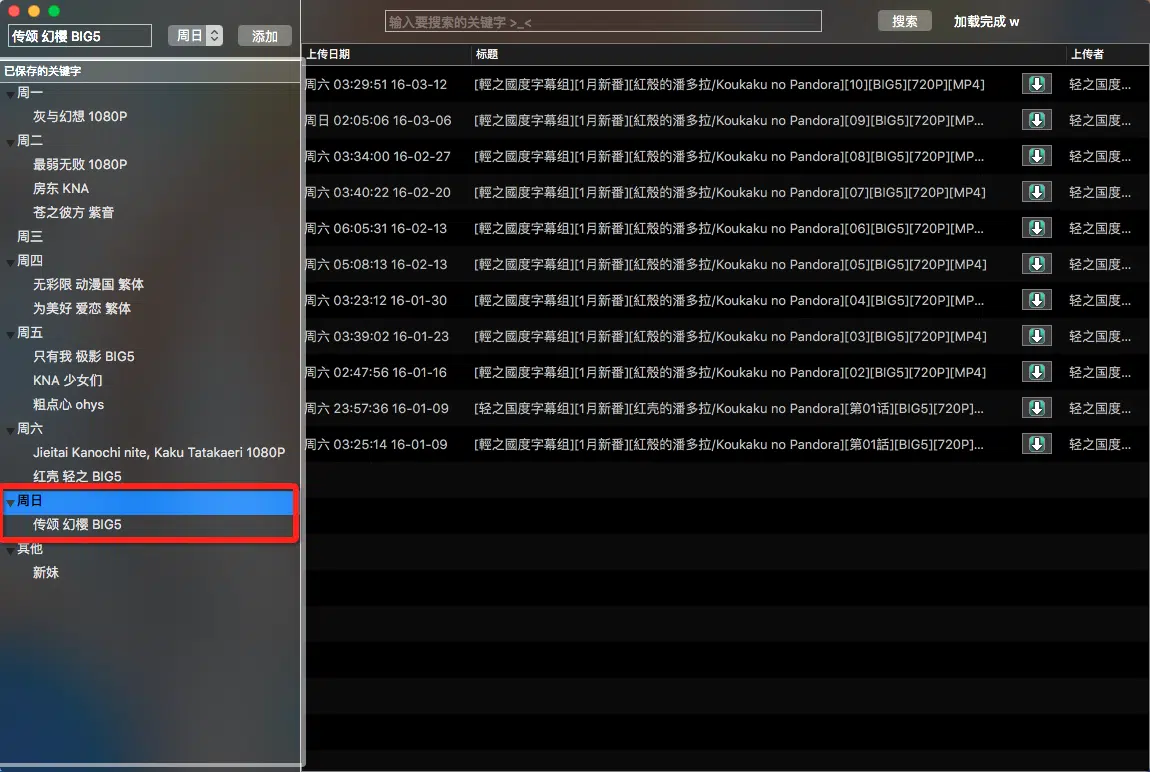 传颂 幻樱 BIG5
周日
添加
输入要搜索的关键字 >_<
搜索
加载完成 w
已保存的关键字
周一
灰与幻想 1080P
周二
最弱无败 1080P
房东 KNA
苍之彼方 紫音
周三
周四
无彩限 动漫国 繁体
为美好 爱恋 繁体
周五
只有我 极影 BIG5
KNA 少女们
粗点心 ohys
周六
Jieitai Kanochi nite, Kaku Tatakaeri 1080P
红壳 轻之 BIG5
周日
传颂 幻樱 BIG5
其他
新妹
上传日期 标题 上传者
周六 03:29:51 16-03-12 [輕之國度字幕组][1月新番][紅殼的潘多拉/Koukaku no Pandora][10][BIG5][720P][MP4] 轻之国度...
周日 02:05:06 16-03-06 [輕之國度字幕组][1月新番][紅殼的潘多拉/Koukaku no Pandora][09][BIG5][720P][MP... 轻之国度...
周六 03:34:00 16-02-27 [輕之國度字幕组][1月新番][紅殼的潘多拉/Koukaku no Pandora][08][BIG5][720P][MP... 轻之国度...
周六 03:40:22 16-02-20 [輕之國度字幕组][1月新番][紅殼的潘多拉/Koukaku no Pandora][07][BIG5][720P][MP4] 轻之国度...
周六 06:05:31 16-02-13 [輕之國度字幕组][1月新番][紅殼的潘多拉/Koukaku no Pandora][06][BIG5][720P][MP... 轻之国度...
周六 05:08:13 16-02-13 [輕之國度字幕组][1月新番][紅殼的潘多拉/Koukaku no Pandora][05][BIG5][720P][MP4] 轻之国度...
周六 03:23:12 16-01-30 [輕之國度字幕组][1月新番][紅殼的潘多拉/Koukaku no Pandora][04][BIG5][720P][MP... 轻之国度...
周六 03:39:02 16-01-23 [輕之國度字幕组][1月新番][紅殼的潘多拉/Koukaku no Pandora][03][BIG5][720P][MP4] 轻之国度...
周六 02:47:56 16-01-16 [輕之國度字幕组][1月新番][紅殼的潘多拉/Koukaku no Pandora][02][BIG5][720P][MP4] 轻之国度...
周六 23:57:36 16-01-09 [轻之国度字幕组][1月新番][红壳的潘多拉/Koukaku no Pandora][第01话][BIG5][720P]... 轻之国度...
周六 03:25:14 16-01-09 [輕之國度字幕组][1月新番][紅殼的潘多拉/Koukaku no Pandora][第01話][BIG5][720P]... 轻之国度...